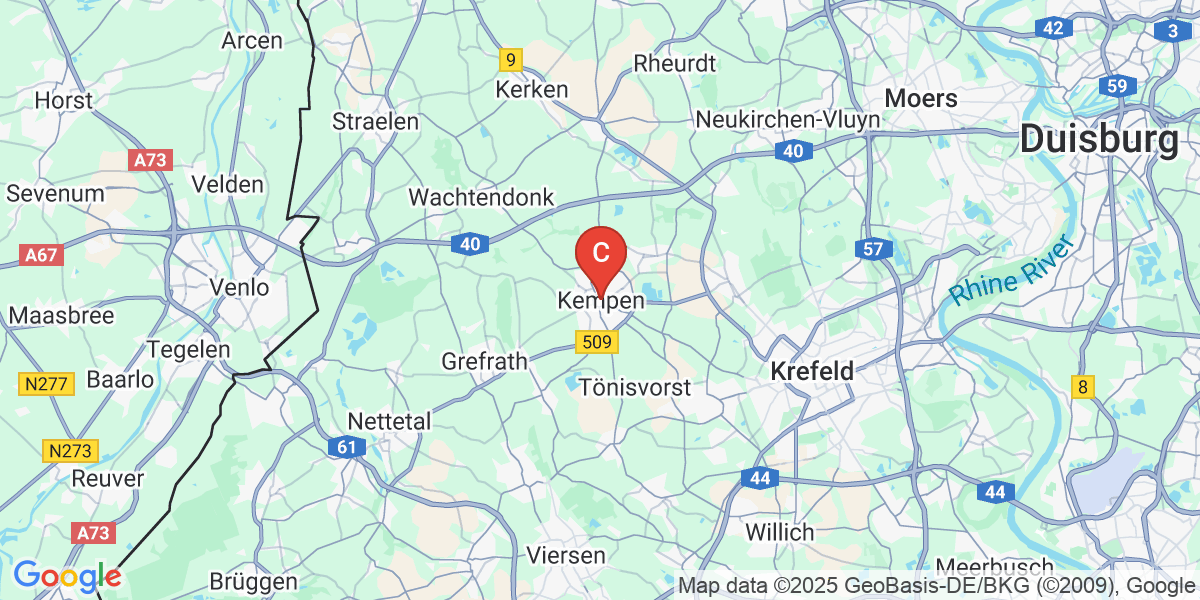 Arcen
9
Rheurdt
42
3
Kerken
59
Horst
Moers
Straelen
Neukirchen-Vluyn
Duisburg
A73
40
Velden
Sevenum
Wachtendonk
A67
40
C
57
Rhine River
Venlo
Kempen
Maasbree
Tegelen
509
Grefrath
Krefeld
N277
Baarlo
Tönisvorst
8
Nettetal
N273
61
Reuver
44
44
A73
Willich
Viersen
Meerbusch
Google
Brüggen
Map data ©2025 GeoBasis-DE/BKG (©2009), Google